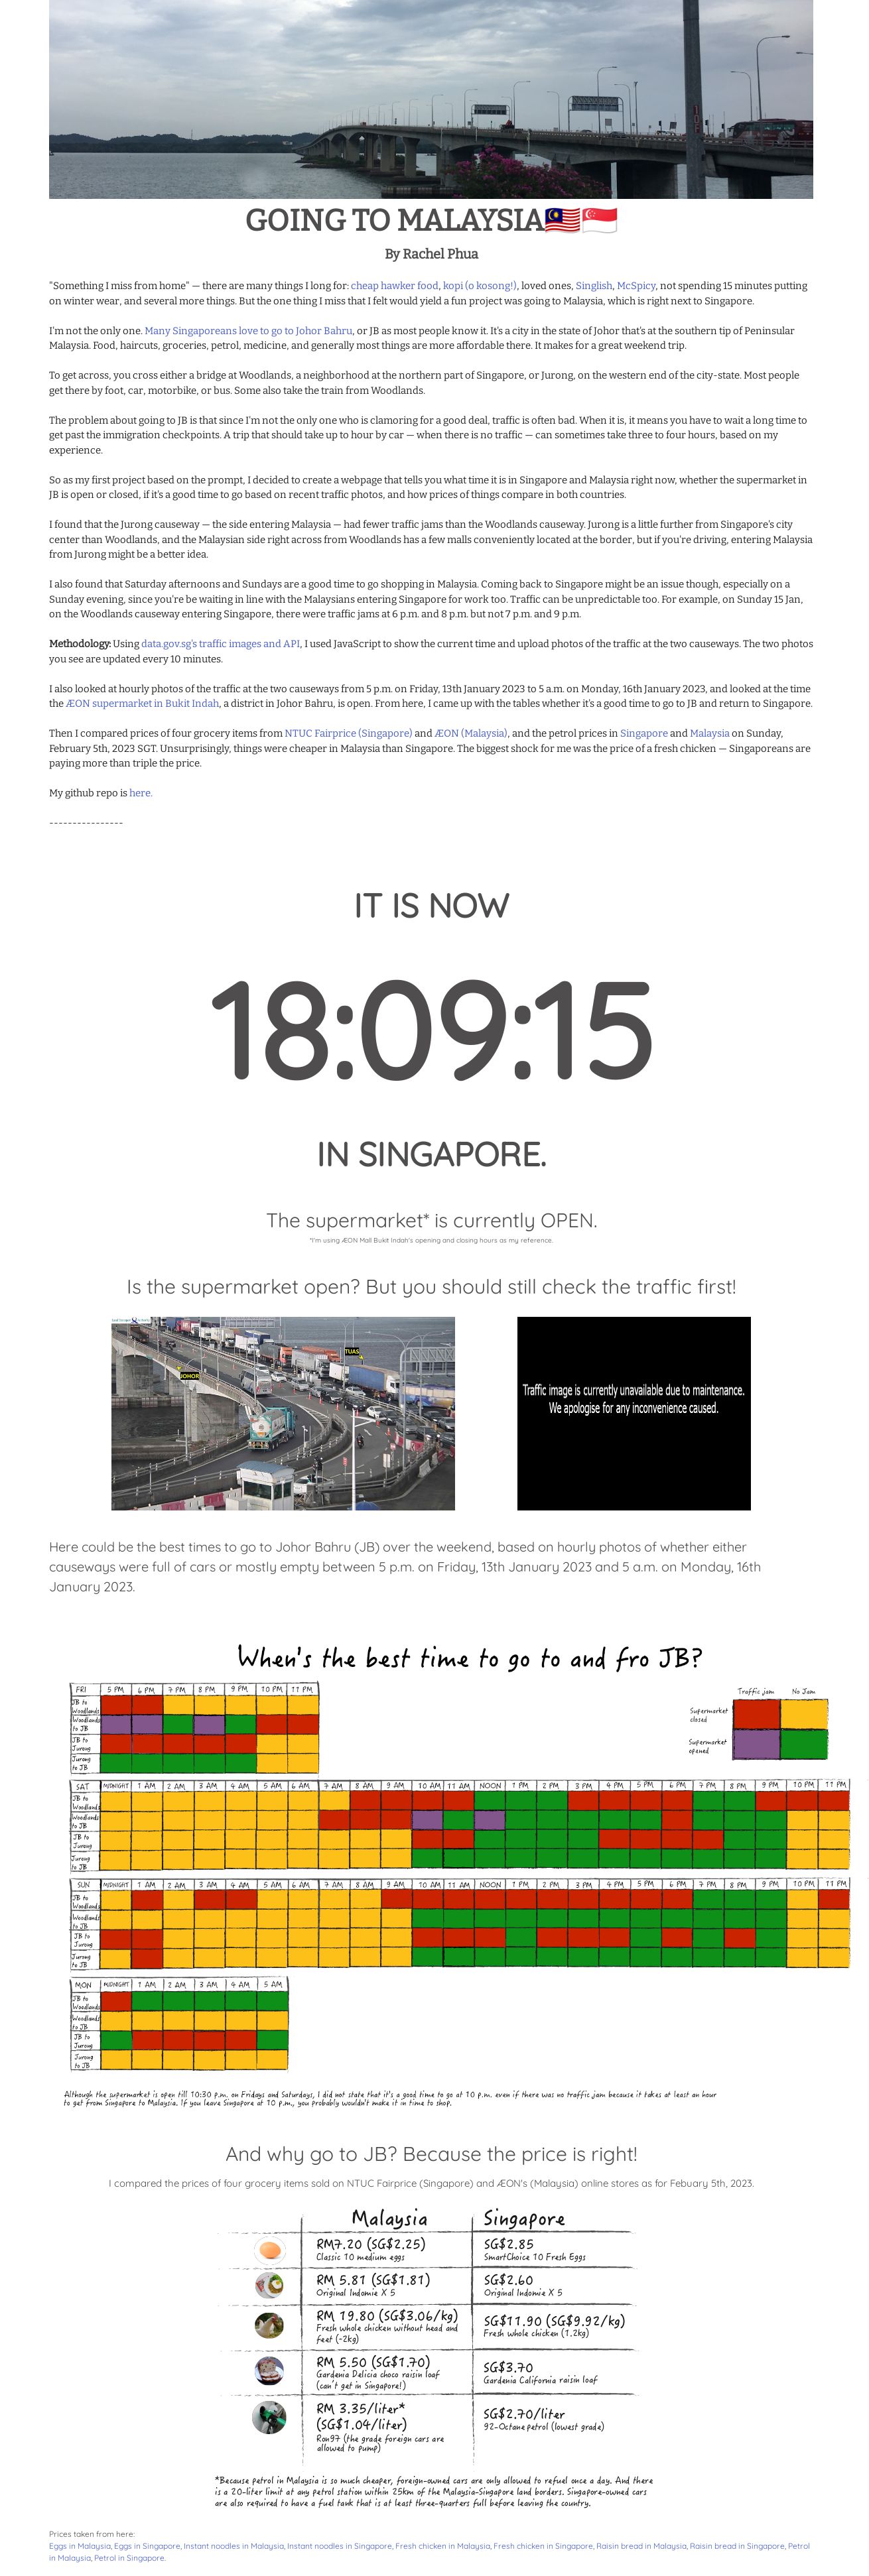 GOING TO MALAYSIA🇲🇾🇸🇬
By Rachel Phua
"Something I miss from home" — there are many things I long for: cheap hawker food, kopi (o kosong!), loved ones, Singlish, McSpicy, not spending 15 minutes putting
on winter wear, and several more things. But the one thing I miss that I felt would yield a fun project was going to Malaysia, which is right next to Singapore.
I'm not the only one. Many Singaporeans love to go to Johor Bahru, or JB as most people know it. It's a city in the state of Johor that's at the southern tip of Peninsular
Malaysia. Food, haircuts, groceries, petrol, medicine, and generally most things are more affordable there. It makes for a great weekend trip.
To get across, you cross either a bridge at Woodlands, a neighborhood at the northern part of Singapore, or Jurong, on the western end of the city-state. Most people
get there by foot, car, motorbike, or bus. Some also take the train from Woodlands.
The problem about going to JB is that since I'm not the only one who is clamoring for a good deal, traffic is often bad. When it is, it means you have to wait a long time to
get past the immigration checkpoints. A trip that should take up to hour by car — when there is no traffic — can sometimes take three to four hours, based on my
experience.
So as my first project based on the prompt, I decided to create a webpage that tells you what time it is in Singapore and Malaysia right now, whether the supermarket in
JB is open or closed, if it's a good time to go based on recent traffic photos, and how prices of things compare in both countries.
I found that the Jurong causeway — the side entering Malaysia — had fewer traffic jams than the Woodlands causeway. Jurong is a little further from Singapore's city
center than Woodlands, and the Malaysian side right across from Woodlands has a few malls conveniently located at the border, but if you're driving, entering Malaysia
from Jurong might be a better idea.
I also found that Saturday afternoons and Sundays are a good time to go shopping in Malaysia. Coming back to Singapore might be an issue though, especially on a
Sunday evening, since you're be waiting in line with the Malaysians entering Singapore for work too. Traffic can be unpredictable too. For example, on Sunday 15 Jan,
on the Woodlands causeway entering Singapore, there were traffic jams at 6 p.m. and 8 p.m. but not 7 p.m. and 9 p.m.
Methodology: Using data.gov.sg's traffic images and API, I used JavaScript to show the current time and upload photos of the traffic at the two causeways. The two photos
you see are updated every 10 minutes.
I also looked at hourly photos of the traffic at the two causeways from 5 p.m. on Friday, 13th January 2023 to 5 a.m. on Monday, 16th January 2023, and looked at the time
the ÆON supermarket in Bukit Indah, a district in Johor Bahru, is open. From here, I came up with the tables whether it's a good time to go to JB and return to Singapore.
Then I compared prices of four grocery items from NTUC Fairprice (Singapore) and ÆON (Malaysia), and the petrol prices in Singapore and Malaysia on Sunday,
February 5th, 2023 SGT. Unsurprisingly, things were cheaper in Malaysia than Singapore. The biggest shock for me was the price of a fresh chicken — Singaporeans are
paying more than triple the price.
My github repo is here.
---------------
IT IS NOW
18:09:15
IN SINGAPORE.
The supermarket* is currently OPEN.
*I'm using ÆON Mall Bukit Indah's opening and closing hours as my reference.
Is the supermarket open? But you should still check the traffic first!
JOHOR
TUAS
Traffic image is currently unavailable due to maintenance.
We apologise for any inconvenience caused.
Here could be the best times to go to Johor Bahru (JB) over the weekend, based on hourly photos of whether either
causeways were full of cars or mostly empty between 5 p.m. on Friday, 13th January 2023 and 5 a.m. on Monday, 16th
January 2023.
When's the best time to go to and fro JB?
Traffic jam No Jam
Supermarket
closed
Supermarket
opened
FRI 5 PM 6 PM 7 PM 8 PM 9 PM 10 PM 11 PM
JB to
Woodlands
Woodlands
to JB
JB to
Jurong
Jurong
to JB
SAT MIDNIGHT 1 AM 2 AM 3 AM 4 AM 5 AM 6 AM 7 AM 8 AM 9 AM 10 AM 11 AM NOON 1 PM 2 PM 3 PM 4 PM 5 PM 6 PM 7 PM 8 PM 9 PM 10 PM 11 PM
JB to
Woodlands
Woodlands
to JB
JB to
Jurong
Jurong
to JB
SUN MIDNIGHT 1 AM 2 AM 3 AM 4 AM 5 AM 6 AM 7 AM 8 AM 9 AM 10 AM 11 AM NOON 1 PM 2 PM 3 PM 4 PM 5 PM 6 PM 7 PM 8 PM 9 PM 10 PM 11 PM
JB to
Woodlands
Woodlands
to JB
JB to
Jurong
Jurong
to JB
MON MIDNIGHT 1 AM 2 AM 3 AM 4 AM 5 AM
JB to
Woodlands
Woodlands
to JB
JB to
Jurong
Jurong
to JB
Although the supermarket is open till 10:30 p.m. on Fridays and Saturdays, I did not state that it's a good time to go at 10 p.m. even if there was no traffic jam because it takes at least an hour
to get from Singapore to Malaysia. If you leave Singapore at 10 p.m., you probably wouldn't make it in time to shop.
And why go to JB? Because the price is right!
I compared the prices of four grocery items sold on NTUC Fairprice (Singapore) and ÆON's (Malaysia) online stores as for Febuary 5th, 2023.
Malaysia Singapore
RM7.20 (SG$2.25)
Classic 10 medium eggs
SG$2.85
SmartChoice 10 Fresh Eggs
RM 5.81 (SG$1.81)
Original Indomie X 5
SG$2.60
Original Indomie X 5
RM 19.80 (SG$3.06/kg)
Fresh whole chicken without head and
feet (~2kg)
SG$11.90 (SG$9.92/kg)
Fresh whole chicken (1.2kg)
RM 5.50 (SG$1.70)
Gardenia Delicia choco raisin loaf
(can't get in Singapore!)
SG$3.70
Gardenia California raisin loaf
RM 3.35/liter*
(SG$1.04/liter)
Ron97 (the grade foreign cars are
allowed to pump)
SG$2.70/liter
92-Octane petrol (lowest grade)
*Because petrol in Malaysia is so much cheaper, foreign-owned cars are only allowed to refuel once a day. And there
is a 20-liter limit at any petrol station within 25km of the Malaysia-Singapore land borders. Singapore-owned cars
are also required to have a fuel tank that is at least three-quarters full before leaving the country.
Prices taken from here:
Eggs in Malaysia, Eggs in Singapore, Instant noodles in Malaysia, Instant noodles in Singapore, Fresh chicken in Malaysia, Fresh chicken in Singapore, Raisin bread in Malaysia, Raisin bread in Singapore, Petrol
in Malaysia, Petrol in Singapore.